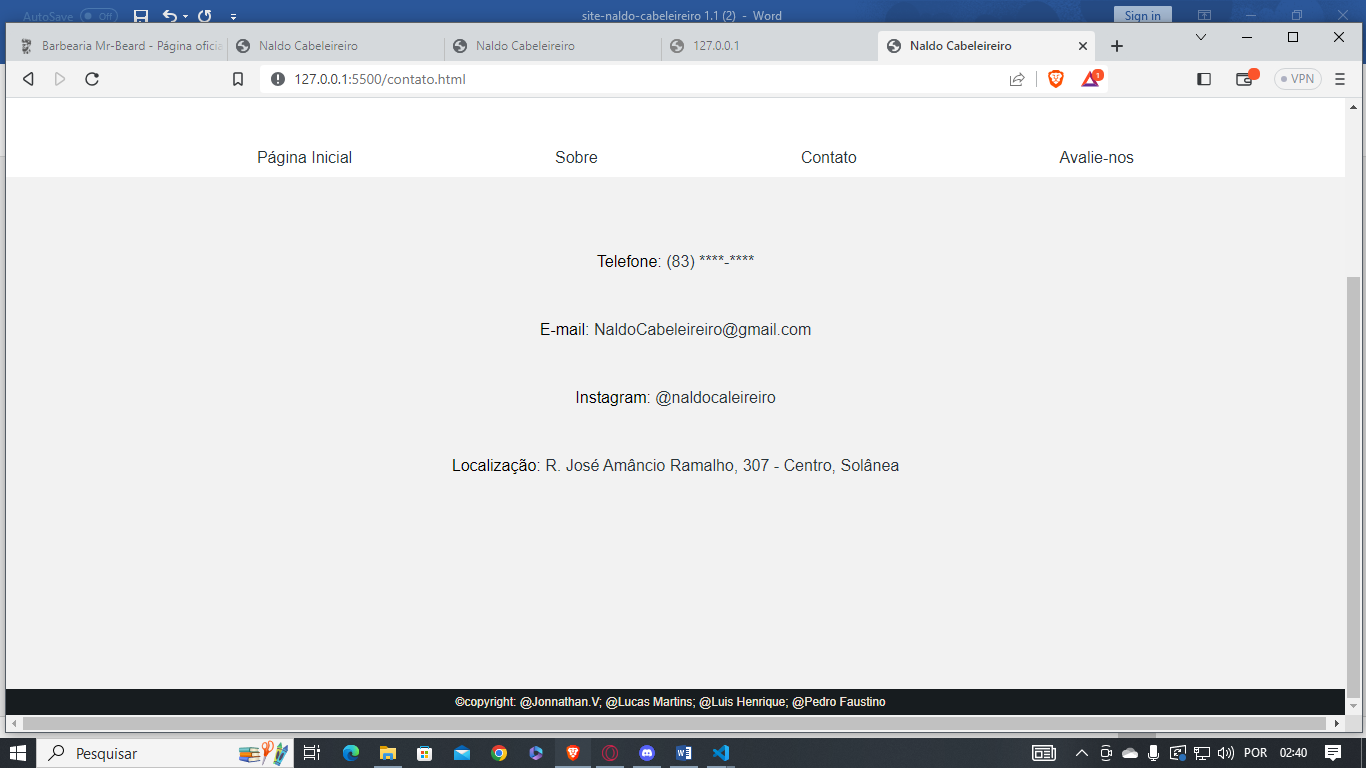 AutoSave Off site-naldo-cabeleireiro 1.1 (2) - Word Sign in
Barbearia Mr-Beard - Página oficia Naldo Cabeleireiro Naldo Cabeleireiro 127.0.0.1 Naldo Cabeleireiro
127.0.0.1:5500/contato.html 1 VPN
Página Inicial Sobre Contato Avalie-nos
Telefone: (83) ****-****
E-mail: NaldoCabeleireiro@gmail.com
Instagram: @naldocaleireiro
Localização: R. José Amâncio Ramalho, 307 - Centro, Solânea
©copyright: @Jonnathan.V; @Lucas Martins; @Luis Henrique; @Pedro Faustino
Pesquisar POR 02:40